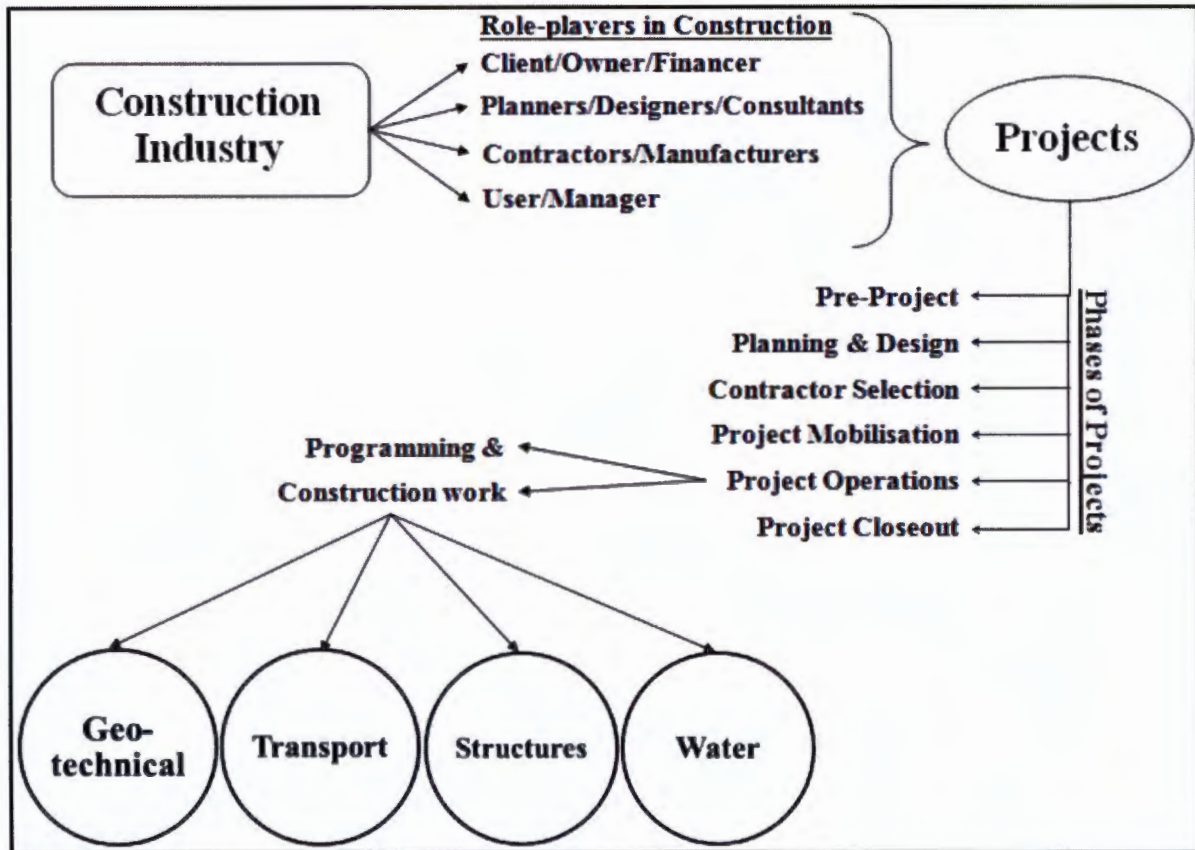 Role-players in Construction
Construction
Industry
Client/Owner/Financer
Planners/Designers/Consultants
Contractors/Manufacturers
User/Manager
Projects
Pre-Project
Planning & Design
Contractor Selection
Project Mobilisation
Project Operations
Project Closeout
Phases of Projects
Programming &
Construction work
Geo-
technical
Transport
Structures
Water